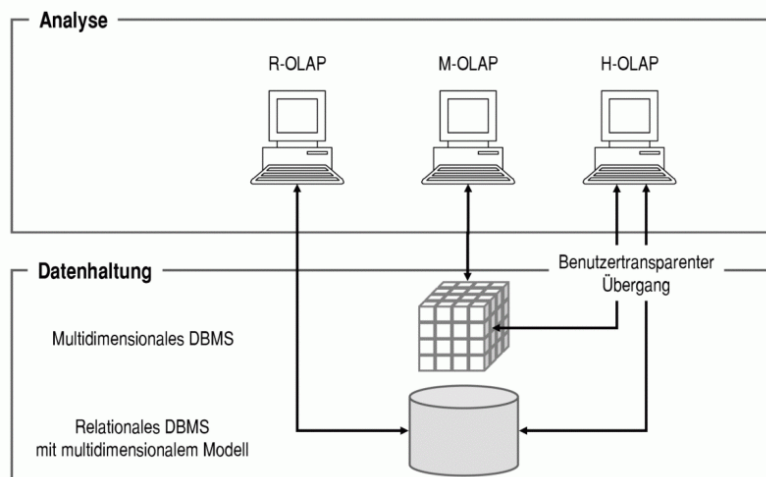 Analyse
R-OLAP
M-OLAP
H-OLAP
Datenhaltung
Benutzertransparenter
Übergang
Multidimensionales DBMS
Relationales DBMS
mit multidimensionalem Modell